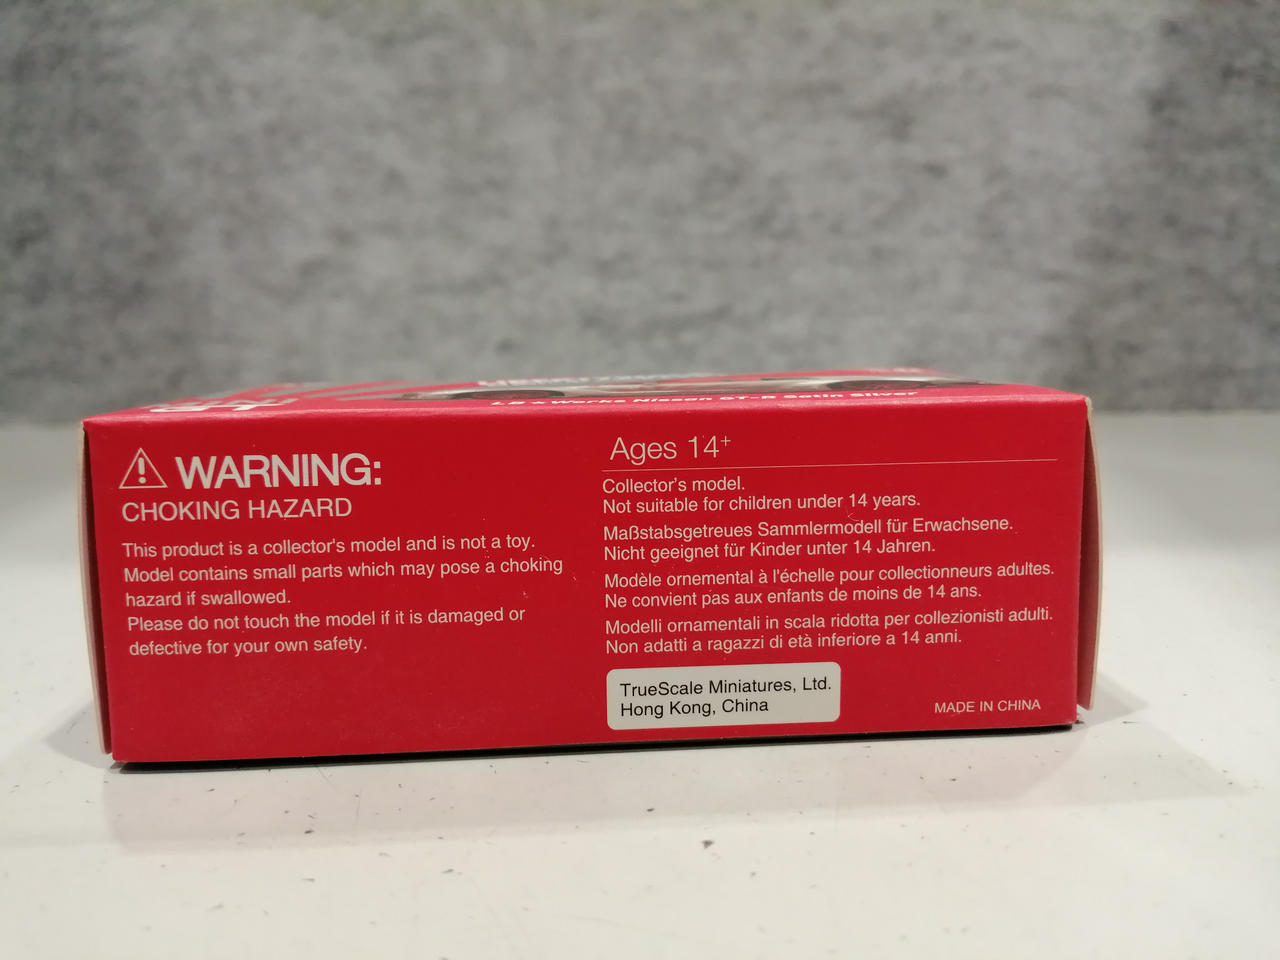 LB★Works Nissan GT-R Satin Silver
WARNING:
CHOKING HAZARD
This product is a collector's model and is not a toy.
Model contains small parts which may pose a choking
hazard if swallowed.
Please do not touch the model if it is damaged or
defective for your own safety.
Ages 14+
Collector's model.
Not suitable for children under 14 years.
Maßstabsgetreues Sammlermodell für Erwachsene.
Nicht geeignet für Kinder unter 14 Jahren.
Modèle ornemental à l'échelle pour collectionneurs adultes.
Ne convient pas aux enfants de moins de 14 ans.
Modelli ornamentali in scala ridotta per collezionisti adulti.
Non adatti a ragazzi di età inferiore a 14 anni.
TrueScale Miniatures, Ltd.
Hong Kong, China
MADE IN CHINA